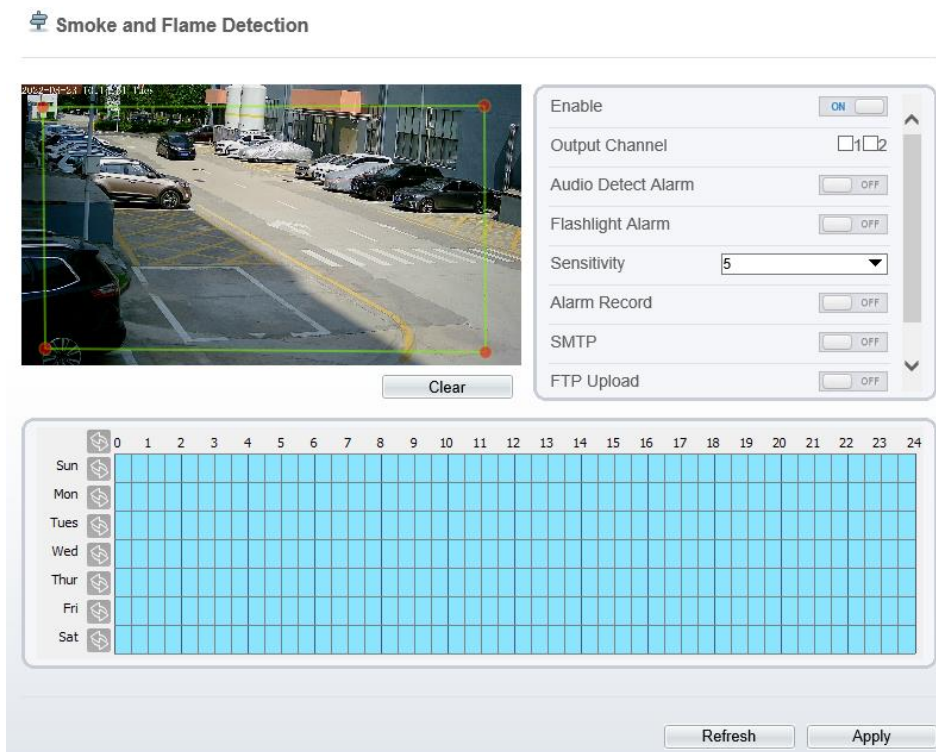 Smoke and Flame Detection
Enable ON
Output Channel 1 2
Audio Detect Alarm OFF
Flashlight Alarm OFF
Sensitivity 5
Alarm Record OFF
SMTP OFF
FTP Upload OFF
Clear
0 1 2 3 4 5 6 7 8 9 10 11 12 13 14 15 16 17 18 19 20 21 22 23 24
Sun
Mon
Tues
Wed
Thur
Fri
Sat
Refresh Apply